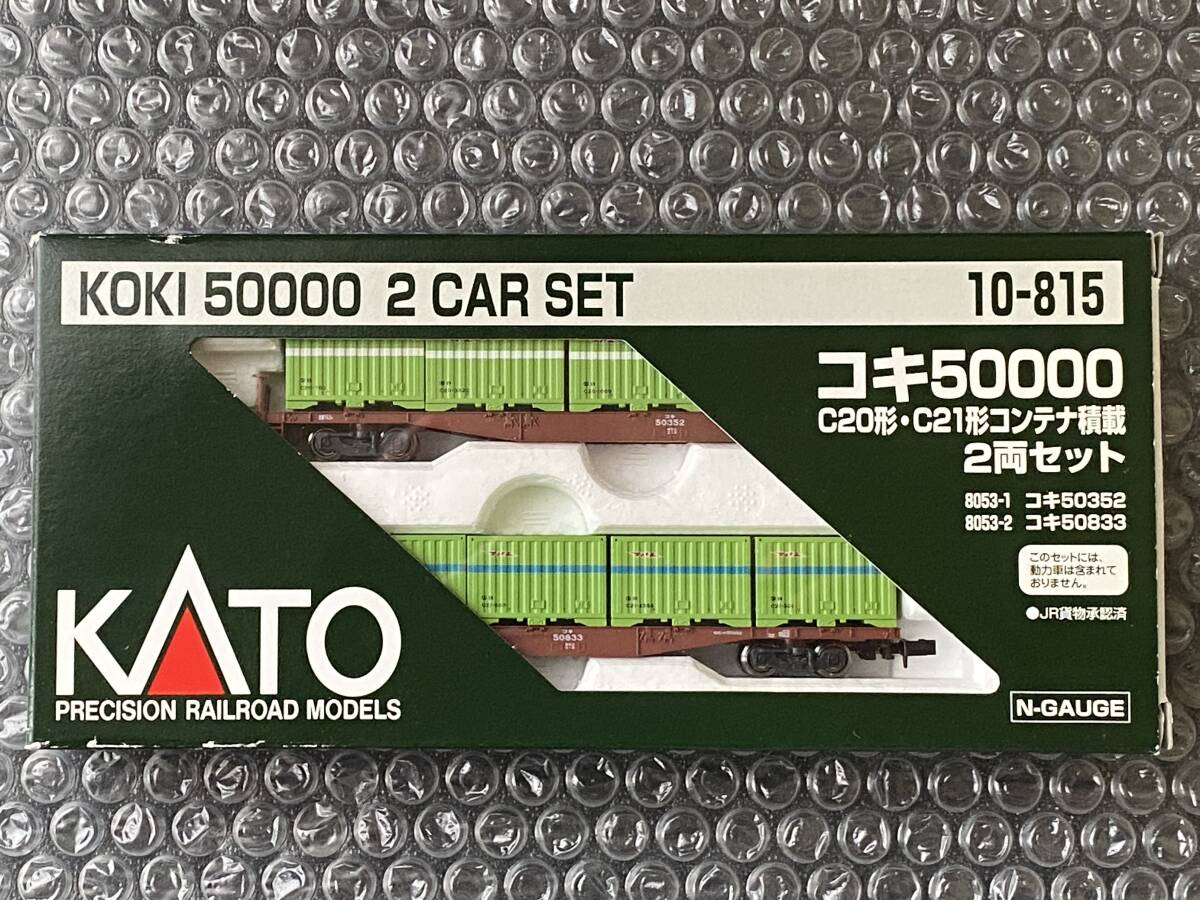 KOKI 50000 2 CAR SET
10-815
コキ50000
C20形・C21形コンテナ積載
2両セット
8053-1 コキ50352
8053-2 コキ50833
このセットには、
動力車は含まれて
おりません。
●JR貨物承認済
N-GAUGE
KATO
PRECISION RAILROAD MODELS
コキ
50352
コキ
50833